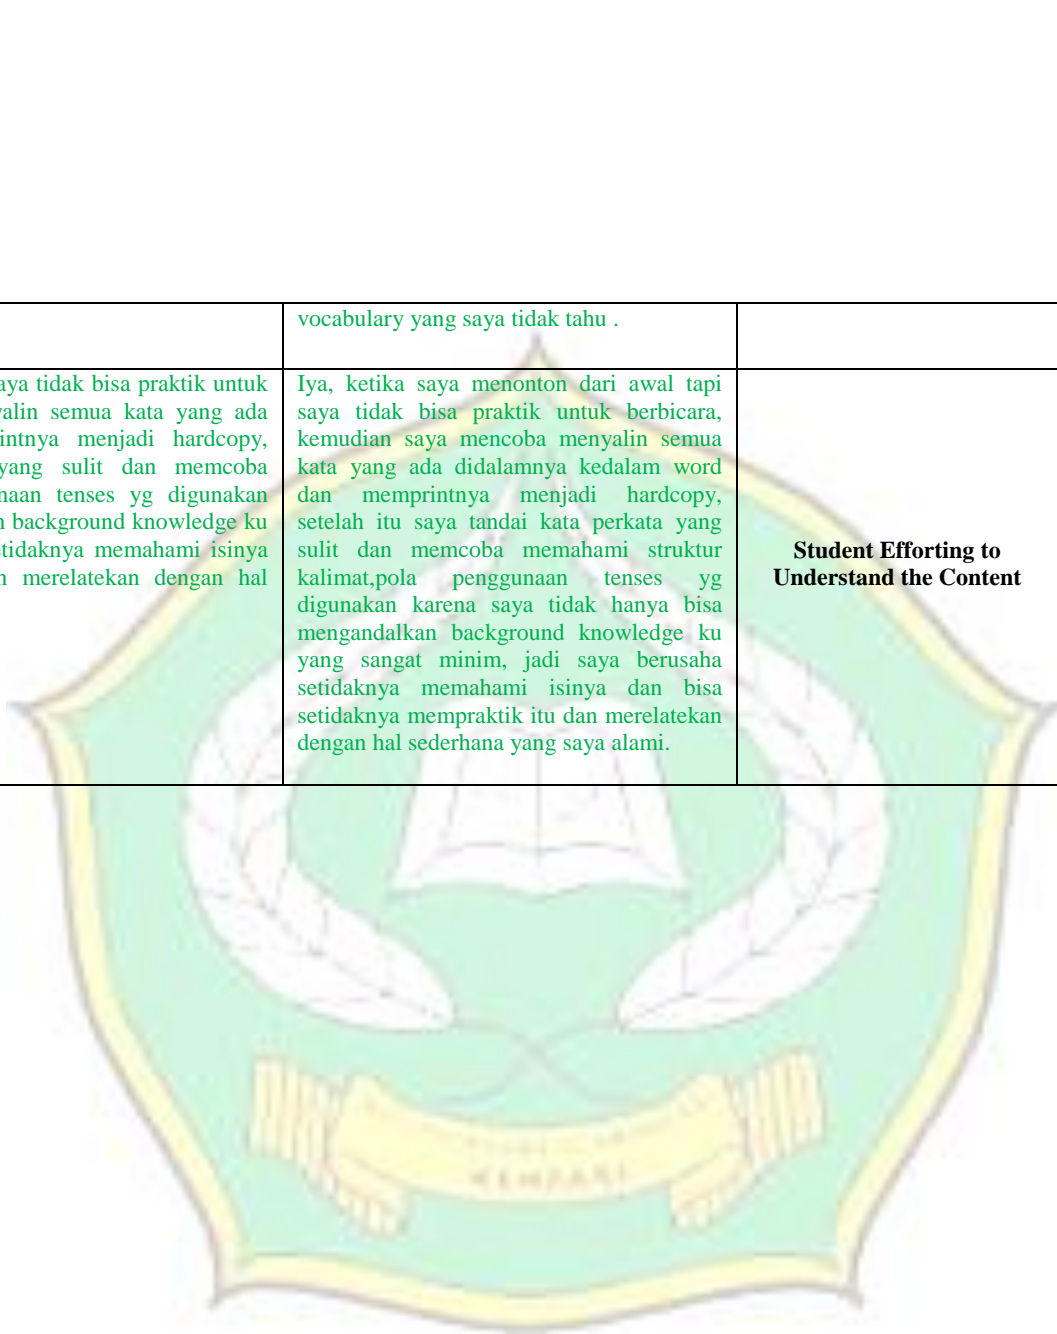 vocabulary yang saya tidak tahu .
aya tidak bisa praktik untuk
yalin semua kata yang ada
rintnya menjadi hardcopy,
yang sulit dan memcoba
naan tenses yg digunakan
n background knowledge ku
etidaknya memahami isinya
n merelatekan dengan hal
Iya, ketika saya menonton dari awal tapi
saya tidak bisa praktik untuk berbicara,
kemudian saya mencoba menyalin semua
kata yang ada didalamnya kedalam word
dan memprintnya menjadi hardcopy,
setelah itu saya tandai kata perkata yang
sulit dan memcoba memahami struktur
kalimat,pola penggunaan tenses yg
digunakan karena saya tidak hanya bisa
mengandalkan background knowledge ku
yang sangat minim, jadi saya berusaha
setidaknya memahami isinya dan bisa
setidaknya mempraktik itu dan merelatekan
dengan hal sederhana yang saya alami.
Student Efforting to
Understand the Content
KENDARI